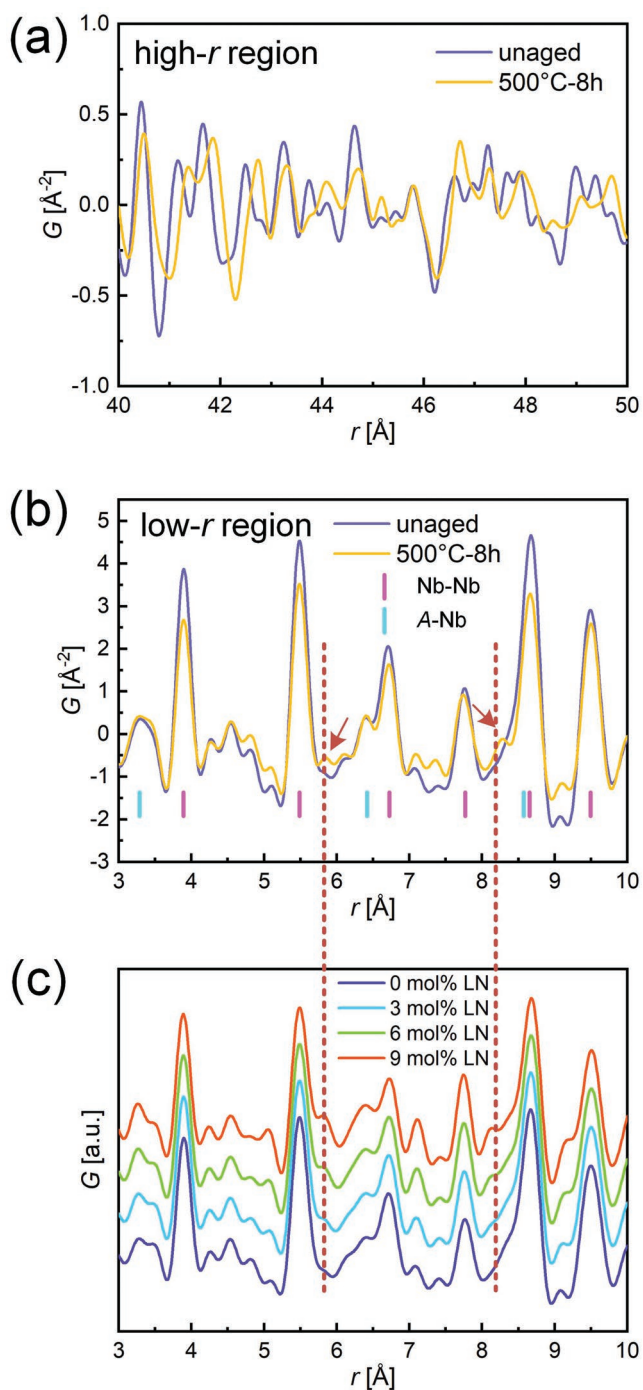 (a)
high-r region
unaged
500°C-8h
G [Å-2]
1.0
0.5
0.0
-0.5
-1.0
40 42 44 46 48 50
r [Å]
(b)
low-r region
unaged
500°C-8h
Nb-Nb
A-Nb
G [Å-2]
5
4
3
2
1
0
-1
-2
-3
3 4 5 6 7 8 9 10
r [Å]
(c)
0 mol% LN
3 mol% LN
6 mol% LN
9 mol% LN
G [a.u.]
3 4 5 6 7 8 9 10
r [Å]